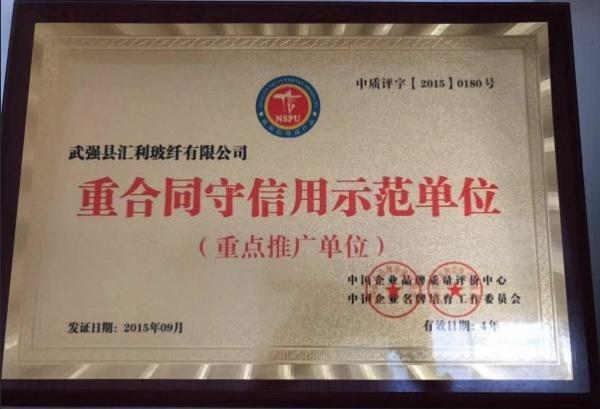 中质评字【2015】0180号
NSPU
武强县汇利玻纤有限公司
重合同守信用示范单位
（重点推广单位）
中国企业品牌质量评价中心
中国企业名牌培育工作委员会
发证日期：2015年09月
有效日期：4年